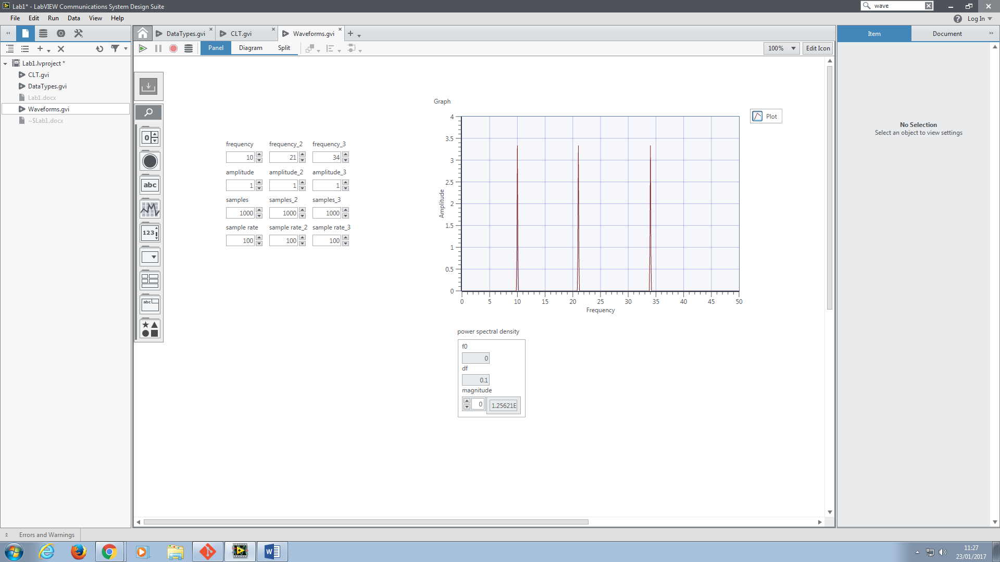 Lab1* - LabVIEW Communications System Design Suite
wave
File Edit Run Data View Help
Log In
DataTypes.gvi CLT.gvi Waveforms.gvi
Item Document
Panel Diagram Split
100% Edit Icon
Lab1.lvproject *
CLT.gvi
DataTypes.gvi
Lab1.docx
Waveforms.gvi
~$Lab1.docx
0
abc
123
abc
frequency frequency_2 frequency_3
10 21 34
amplitude amplitude_2 amplitude_3
1 1 1
samples samples_2 samples_3
1000 1000 1000
sample rate sample rate_2 sample rate_3
100 100 100
Graph
Plot
4
3.5
3
2.5
2
1.5
1
0.5
0
Amplitude
0 5 10 15 20 25 30 35 40 45 50
Frequency
power spectral density
f0
0
df
0.1
magnitude
0 1.25621E
No Selection
Select an object to view settings
Errors and Warnings
11:27
23/01/2017